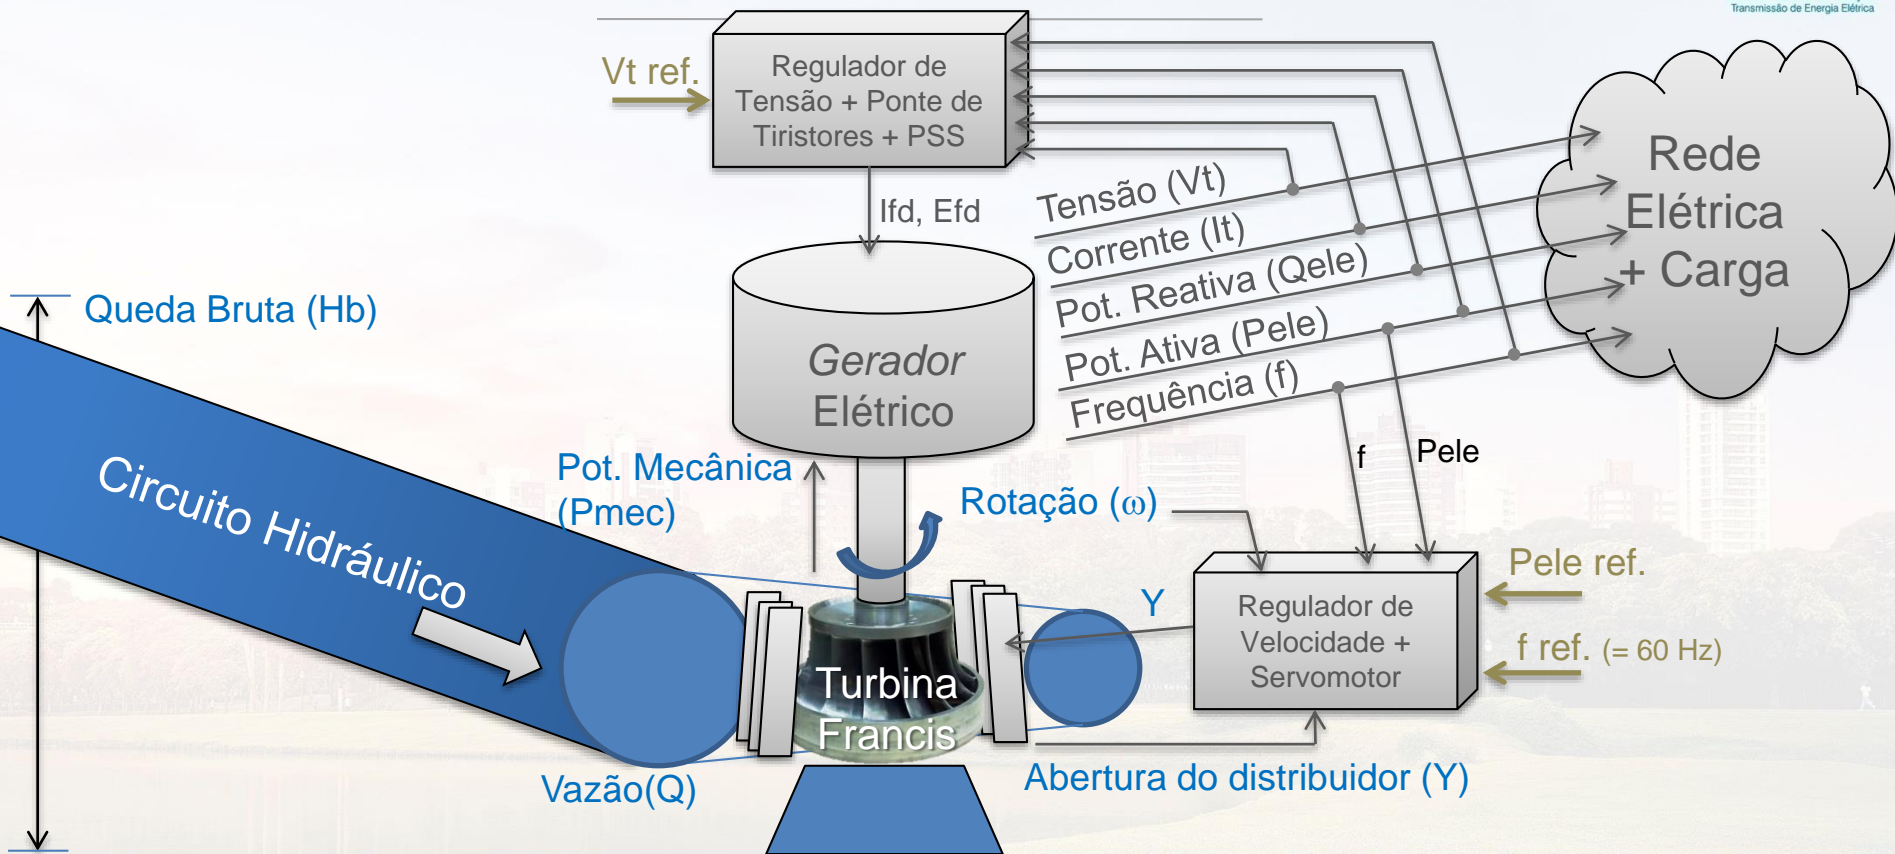 Transmissão de Energia Elétrica
Vt ref.
Regulador de
Tensão + Ponte de
Tiristores + PSS
Ifd, Efd
Tensão (Vt)
Corrente (It)
Pot. Reativa (Qele)
Pot. Ativa (Pele)
Frequência (f)
Rede
Elétrica
+ Carga
Queda Bruta (Hb)
Gerador
Elétrico
Circuito Hidráulico
Pot. Mecânica
(Pmec)
Rotação (ω)
f
Pele
Pele ref.
f ref. (= 60 Hz)
Y
Regulador de
Velocidade +
Servomotor
Turbina
Francis
Vazão(Q)
Abertura do distribuidor (Y)